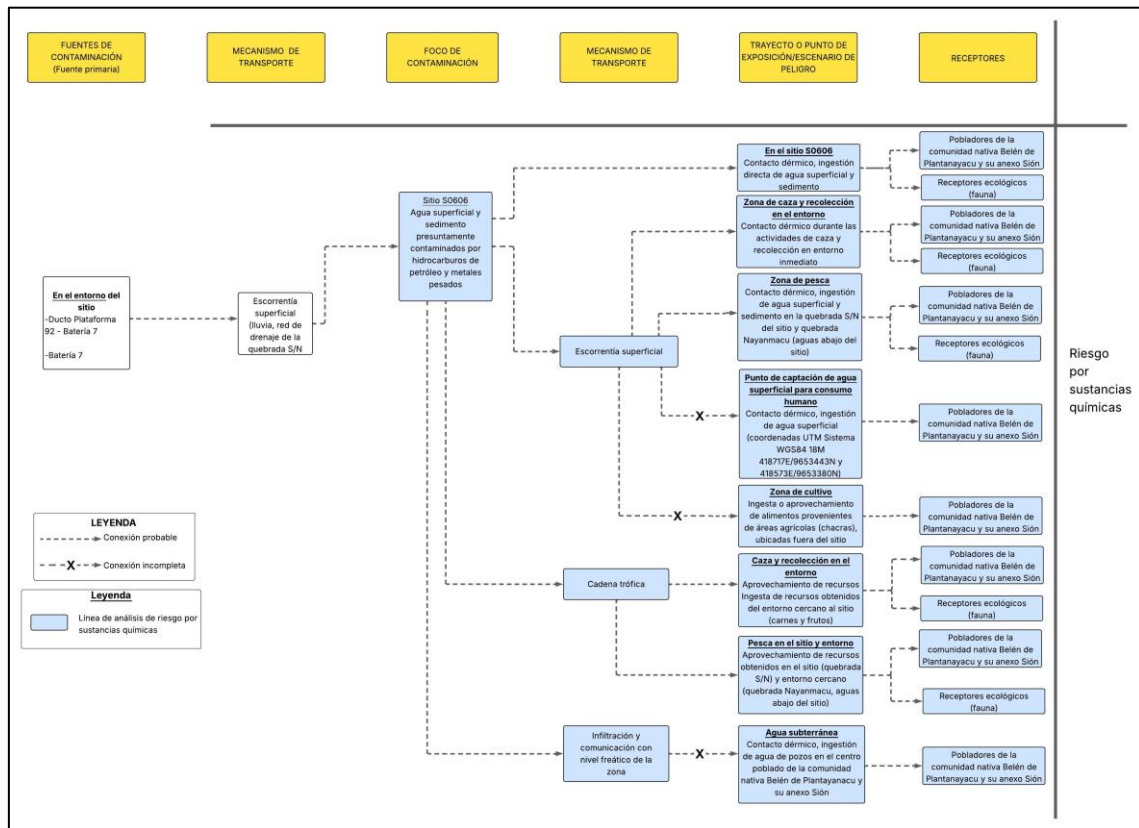 FUENTES DE
CONTAMINACIÓN
(Fuente primaria)
MECANISMO DE
TRANSPORTE
FOCO DE
CONTAMINACIÓN
MECANISMO DE
TRANSPORTE
TRAYECTO O PUNTO DE
EXPOSICIÓN/ESCENARIO DE
PELIGRO
RECEPTORES
En el entorno del
sitio
-Ducto Plataforma
92 - Batería 7
-Batería 7
Escorrentía
superficial
(lluvia, red de
drenaje de la
quebrada S/N
Sitio S0606
Agua superficial y
sedimento
presuntamente
contaminados por
hidrocarburos de
petróleo y metales
pesados
Escorrentía superficial
Cadena trófica
Infiltración y
comunicación con
nivel freático de la
zona
En el sitio S0606
Contacto dérmico, ingestión
directa de agua superficial y
sedimento
Pobladores de la
comunidad nativa Belén de
Plantanayacu y su anexo Sión
Receptores ecológicos
(fauna)
Zona de caza y recolección
en el entorno
Contacto dérmico durante las
actividades de caza y
recolección en entorno
inmediato
Pobladores de la
comunidad nativa Belén de
Plantanayacu y su anexo Sión
Receptores ecológicos
(fauna)
Zona de pesca
Contacto dérmico, ingestión
de agua superficial y
sedimento en la quebrada S/N
del sitio y quebrada
Nayanmacu (aguas abajo del
sitio)
Pobladores de la
comunidad nativa Belén de
Plantanayacu y su anexo Sión
Receptores ecológicos
(fauna)
X
Punto de captación de agua
superficial para consumo
humano
Contacto dérmico, ingestión
de agua superficial
(coordenadas UTM Sistema
WGS84 18M
418717E/9653443N y
418573E/9653380N)
Pobladores de la
comunidad nativa Belén de
Plantanayacu y su anexo Sión
X
Zona de cultivo
Ingesta o aprovechamiento
de alimentos provenientes
de áreas agrícolas (chacras),
ubicadas fuera del sitio
Pobladores de la
comunidad nativa Belén de
Plantanayacu y su anexo Sión
Caza y recolección en el
entorno
Aprovechamiento de recursos
Ingesta de recursos obtenidos
del entorno cercano al sitio
(carnes y frutos)
Pobladores de la
comunidad nativa Belén de
Plantanayacu y su anexo Sión
Receptores ecológicos
(fauna)
Pesca en el sitio y entorno
Aprovechamiento de recursos
obtenidos en el sitio (quebrada
S/N) y entorno cercano
(quebrada Nayanmacu, aguas
abajo del sitio)
Pobladores de la
comunidad nativa Belén de
Plantanayacu y su anexo Sión
Receptores ecológicos
(fauna)
X
Agua subterránea
Contacto dérmico, ingestión
de agua de pozos en el centro
poblado de la comunidad
nativa Belén de Plantayanacu y
su anexo Sión
Pobladores de la
comunidad nativa Belén de
Plantanayacu y su anexo Sión
Riesgo
por
sustancias
químicas
LEYENDA
Conexión probable
X
Conexión incompleta
Leyenda
Línea de análisis de riesgo por
sustancias químicas